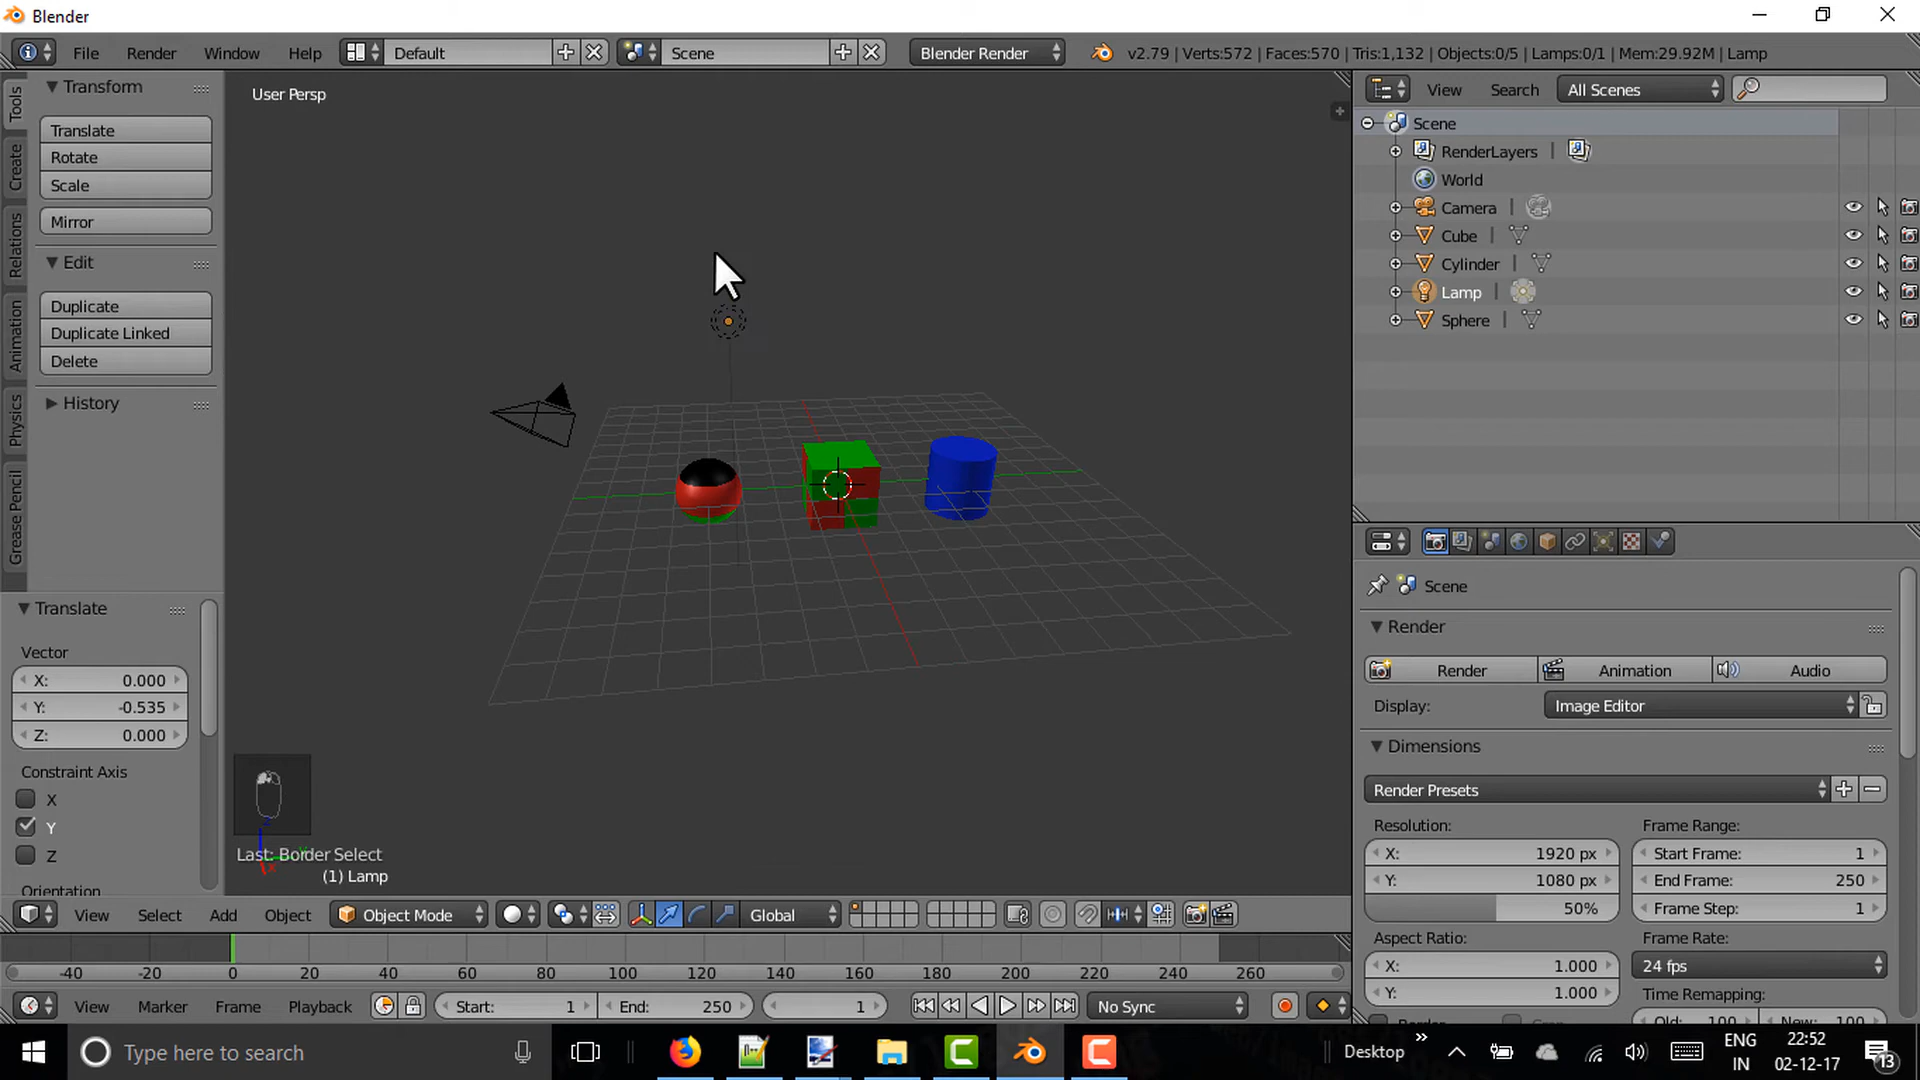 Blender
File Render Window Help Default Scene Blender Render v2.79 | Verts:572 | Faces:570 | Tris:1,132 | Objects:0/5 | Lamps:0/1 | Mem:29.92M | Lamp
Tools
Create
Relations
Animation
Physics
Grease Pencil
Transform
Translate
Rotate
Scale
Mirror
Edit
Duplicate
Duplicate Linked
Delete
History
Translate
Vector
X: 0.000
Y: -0.535
Z: 0.000
Constraint Axis
X
Y
Z
Orientation
User Persp
Last: Border Select
(1) Lamp
View Select Add Object Object Mode Global
-40 -20 0 20 40 60 80 100 120 140 160 180 200 220 240 260
View Marker Frame Playback Start: 1 End: 250 1 No Sync
View Search All Scenes
Scene
RenderLayers |
World
Camera |
Cube |
Cylinder |
Lamp |
Sphere |
Scene
Render
Render Animation Audio
Display: Image Editor
Dimensions
Render Presets
Resolution: Frame Range:
X: 1920 px Start Frame: 1
Y: 1080 px End Frame: 250
50% Frame Step: 1
Aspect Ratio: Frame Rate:
X: 1.000 24 fps
Y: 1.000 Time Remapping:
Old: 100 New: 100
Type here to search Desktop ENG 22:52
IN 02-12-17 13